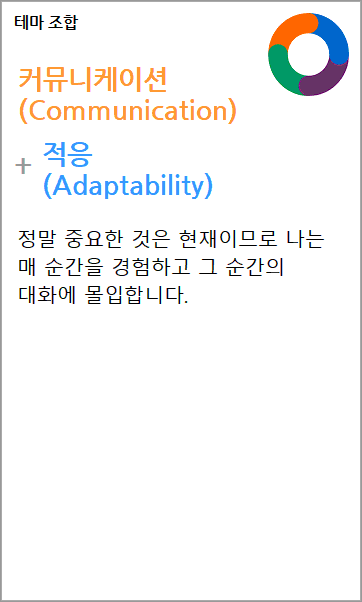 테마 조합
커뮤니케이션
(Communication)
+ 적응
(Adaptability)
정말 중요한 것은 현재이므로 나는
매 순간을 경험하고 그 순간의
대화에 몰입합니다.